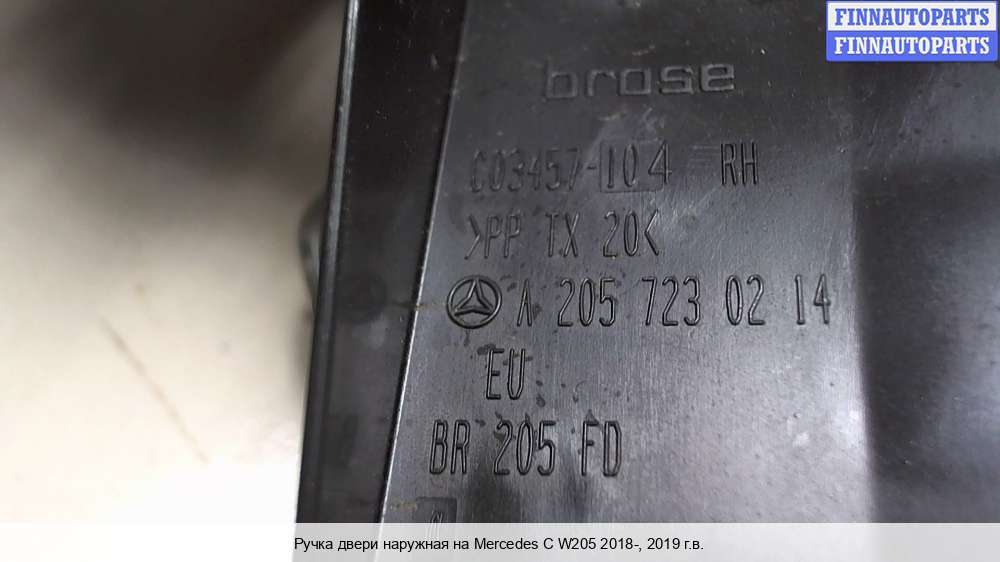 FINNAUTOPARTS
FINNAUTOPARTS
brose
C03457-104 RH
>PP TX 20<
A 205 723 02 14
EU
BR 205 FD
Ручка двери наружная на Mercedes C W205 2018-, 2019 г.в.